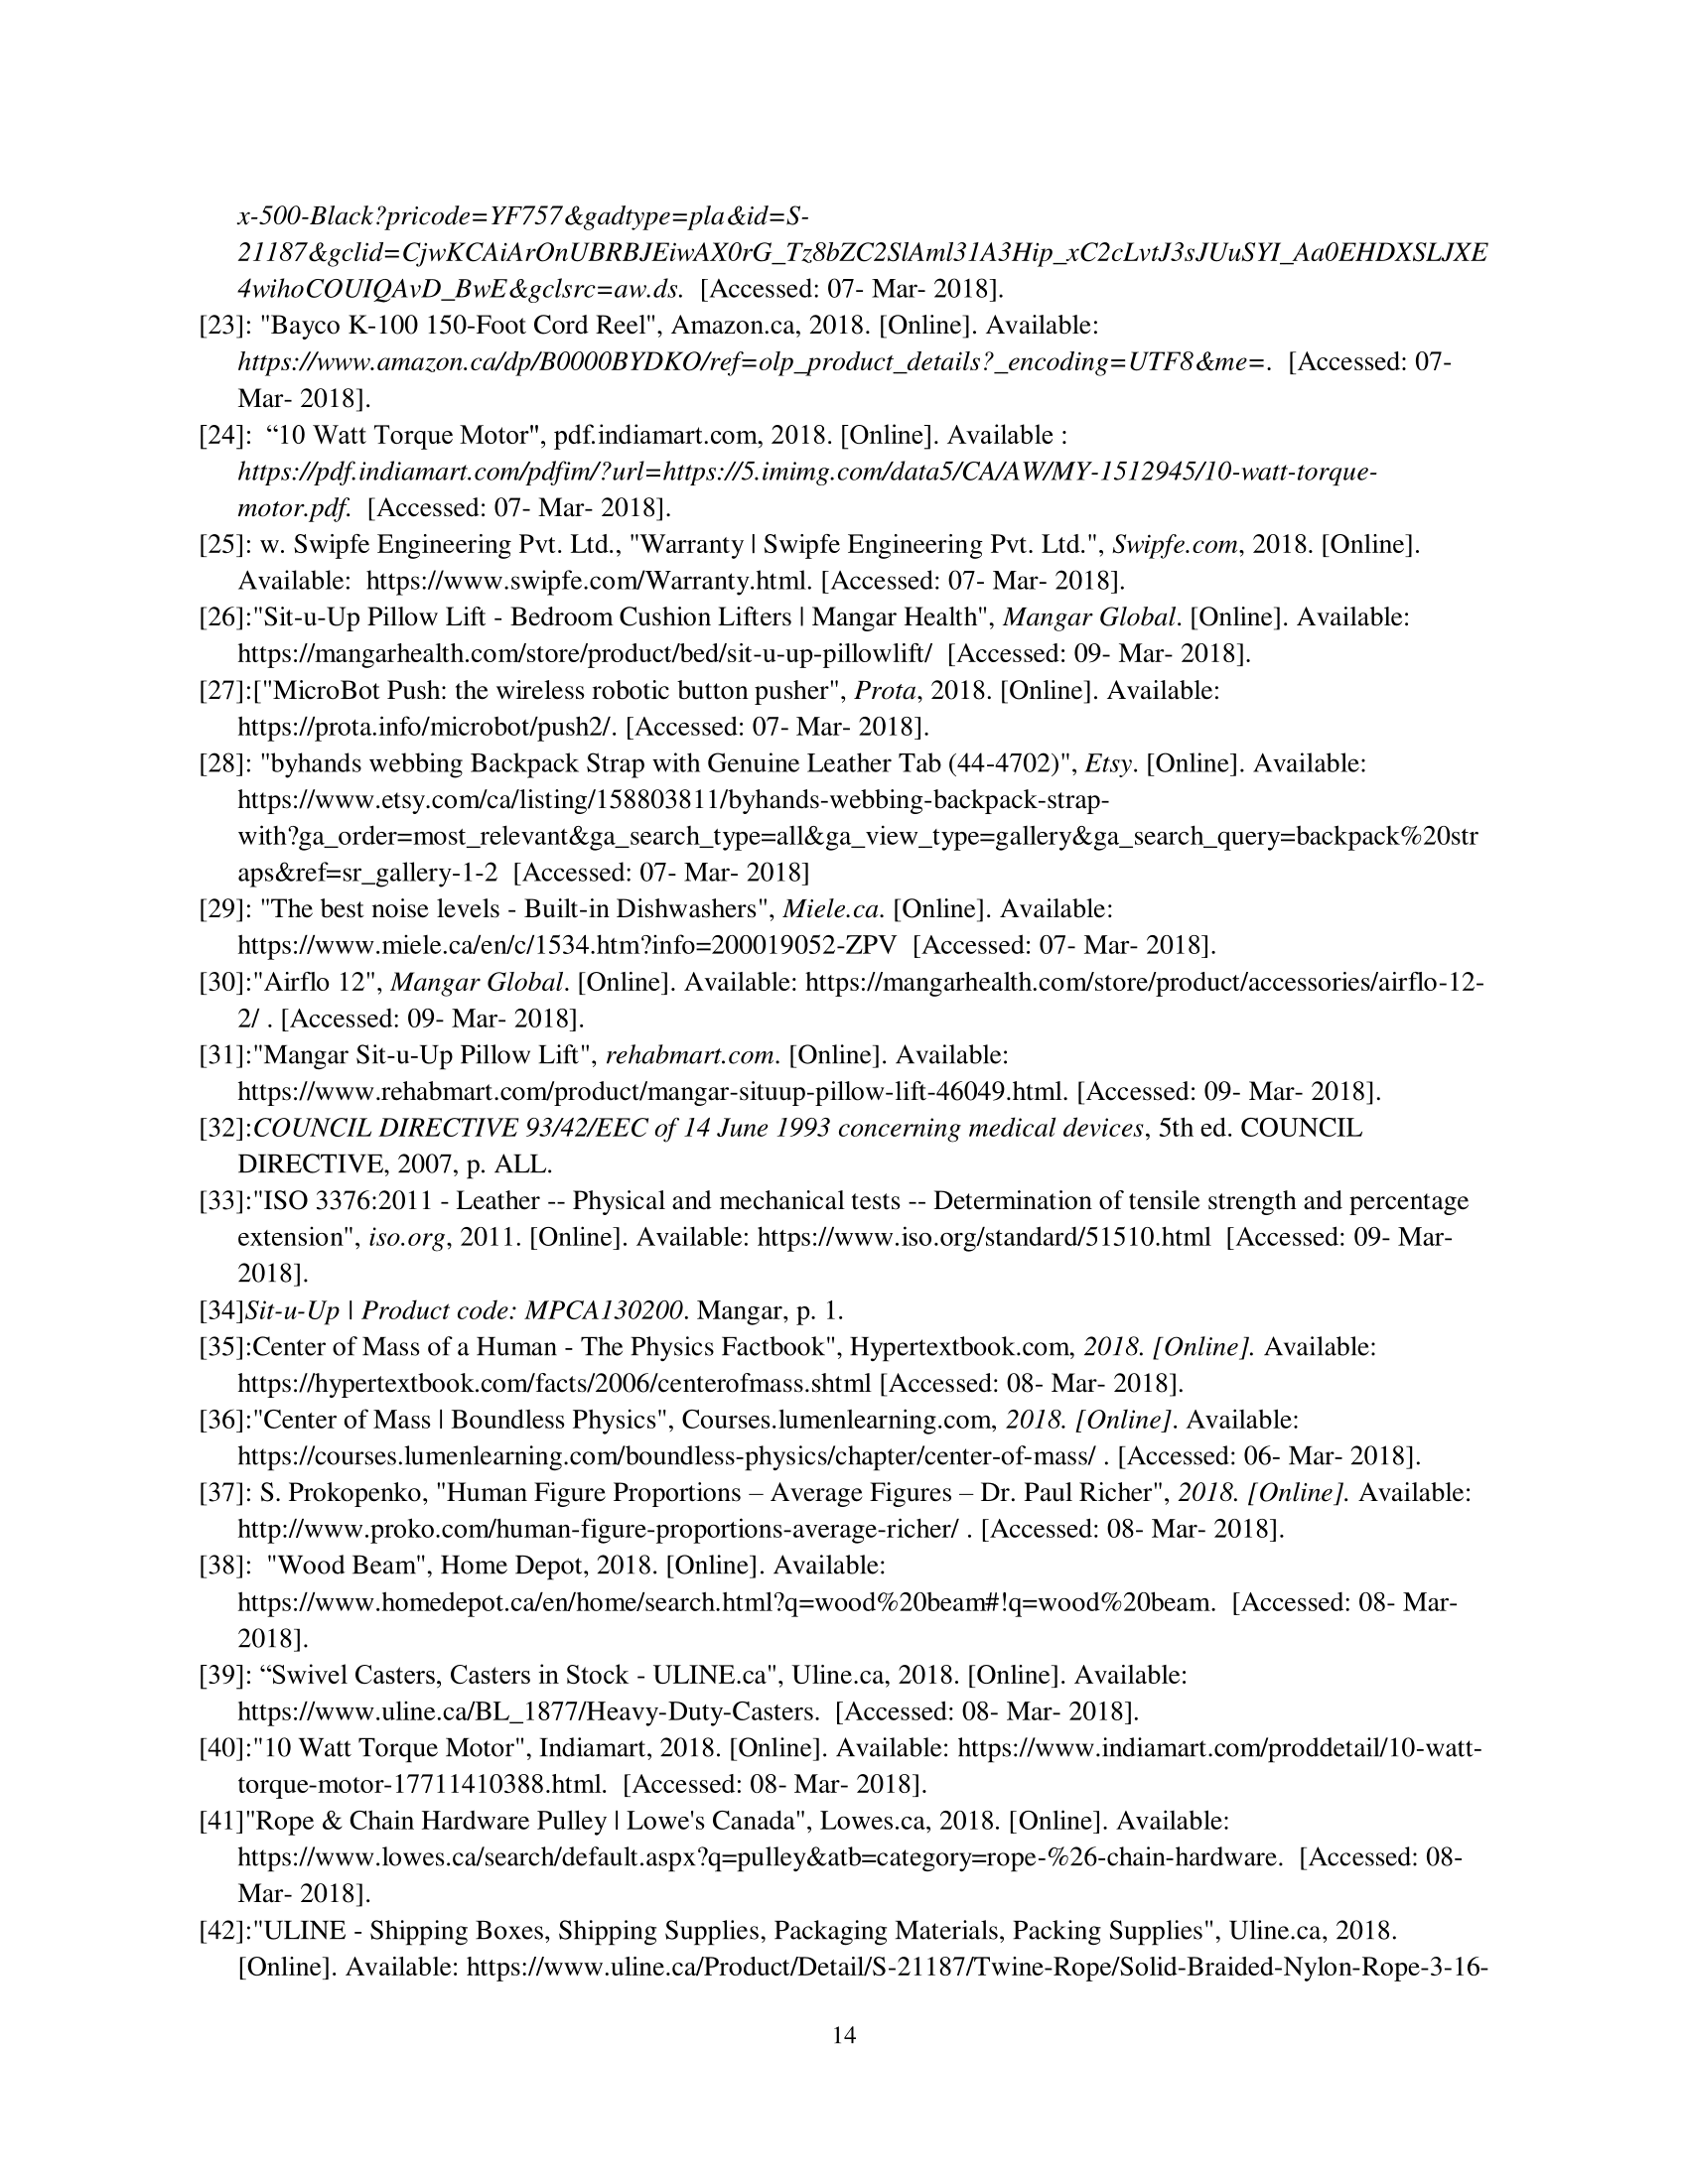 x-500-Black?pricode=YF757&gadtype=pla&id=S-
21187&gclid=CjwKCAiArOnUBRBJEiwAX0rG_Tz8bZC2SlAml31A3Hip_xC2cLvtJ3sJUuSYI_Aa0EHDXSLJXE
4wihoCOUIQAvD_BwE&gclsrc=aw.ds.  [Accessed: 07- Mar- 2018].
[23]: "Bayco K-100 150-Foot Cord Reel", Amazon.ca, 2018. [Online]. Available:
https://www.amazon.ca/dp/B0000BYDKO/ref=olp_product_details?_encoding=UTF8&me=.  [Accessed: 07-
Mar- 2018].
[24]:  “10 Watt Torque Motor", pdf.indiamart.com, 2018. [Online]. Available :
https://pdf.indiamart.com/pdfim/?url=https://5.imimg.com/data5/CA/AW/MY-1512945/10-watt-torque-
motor.pdf.  [Accessed: 07- Mar- 2018].
[25]: w. Swipfe Engineering Pvt. Ltd., "Warranty | Swipfe Engineering Pvt. Ltd.", Swipfe.com, 2018. [Online].
Available:  https://www.swipfe.com/Warranty.html. [Accessed: 07- Mar- 2018].
[26]:"Sit-u-Up Pillow Lift - Bedroom Cushion Lifters | Mangar Health", Mangar Global. [Online]. Available:
https://mangarhealth.com/store/product/bed/sit-u-up-pillowlift/  [Accessed: 09- Mar- 2018].
[27]:["MicroBot Push: the wireless robotic button pusher", Prota, 2018. [Online]. Available:
https://prota.info/microbot/push2/. [Accessed: 07- Mar- 2018].
[28]: "byhands webbing Backpack Strap with Genuine Leather Tab (44-4702)", Etsy. [Online]. Available:
https://www.etsy.com/ca/listing/158803811/byhands-webbing-backpack-strap-
with?ga_order=most_relevant&ga_search_type=all&ga_view_type=gallery&ga_search_query=backpack%20str
aps&ref=sr_gallery-1-2  [Accessed: 07- Mar- 2018]
[29]: "The best noise levels - Built-in Dishwashers", Miele.ca. [Online]. Available:
https://www.miele.ca/en/c/1534.htm?info=200019052-ZPV  [Accessed: 07- Mar- 2018].
[30]:"Airflo 12", Mangar Global. [Online]. Available: https://mangarhealth.com/store/product/accessories/airflo-12-
2/ . [Accessed: 09- Mar- 2018].
[31]:"Mangar Sit-u-Up Pillow Lift", rehabmart.com. [Online]. Available:
https://www.rehabmart.com/product/mangar-situup-pillow-lift-46049.html. [Accessed: 09- Mar- 2018].
[32]:COUNCIL DIRECTIVE 93/42/EEC of 14 June 1993 concerning medical devices, 5th ed. COUNCIL
DIRECTIVE, 2007, p. ALL.
[33]:"ISO 3376:2011 - Leather -- Physical and mechanical tests -- Determination of tensile strength and percentage
extension", iso.org, 2011. [Online]. Available: https://www.iso.org/standard/51510.html  [Accessed: 09- Mar-
2018].
[34]Sit-u-Up | Product code: MPCA130200. Mangar, p. 1.
[35]:Center of Mass of a Human - The Physics Factbook", Hypertextbook.com, 2018. [Online]. Available:
https://hypertextbook.com/facts/2006/centerofmass.shtml [Accessed: 08- Mar- 2018].
[36]:"Center of Mass | Boundless Physics", Courses.lumenlearning.com, 2018. [Online]. Available:
https://courses.lumenlearning.com/boundless-physics/chapter/center-of-mass/ . [Accessed: 06- Mar- 2018].
[37]: S. Prokopenko, "Human Figure Proportions – Average Figures – Dr. Paul Richer", 2018. [Online]. Available:
http://www.proko.com/human-figure-proportions-average-richer/ . [Accessed: 08- Mar- 2018].
[38]:  "Wood Beam", Home Depot, 2018. [Online]. Available:
https://www.homedepot.ca/en/home/search.html?q=wood%20beam#!q=wood%20beam.  [Accessed: 08- Mar-
2018].
[39]: “Swivel Casters, Casters in Stock - ULINE.ca", Uline.ca, 2018. [Online]. Available:
https://www.uline.ca/BL_1877/Heavy-Duty-Casters.  [Accessed: 08- Mar- 2018].
[40]:"10 Watt Torque Motor", Indiamart, 2018. [Online]. Available: https://www.indiamart.com/proddetail/10-watt-
torque-motor-17711410388.html.  [Accessed: 08- Mar- 2018].
[41]"Rope & Chain Hardware Pulley | Lowe's Canada", Lowes.ca, 2018. [Online]. Available:
https://www.lowes.ca/search/default.aspx?q=pulley&atb=category=rope-%26-chain-hardware.  [Accessed: 08-
Mar- 2018].
[42]:"ULINE - Shipping Boxes, Shipping Supplies, Packaging Materials, Packing Supplies", Uline.ca, 2018.
[Online]. Available: https://www.uline.ca/Product/Detail/S-21187/Twine-Rope/Solid-Braided-Nylon-Rope-3-16-
14